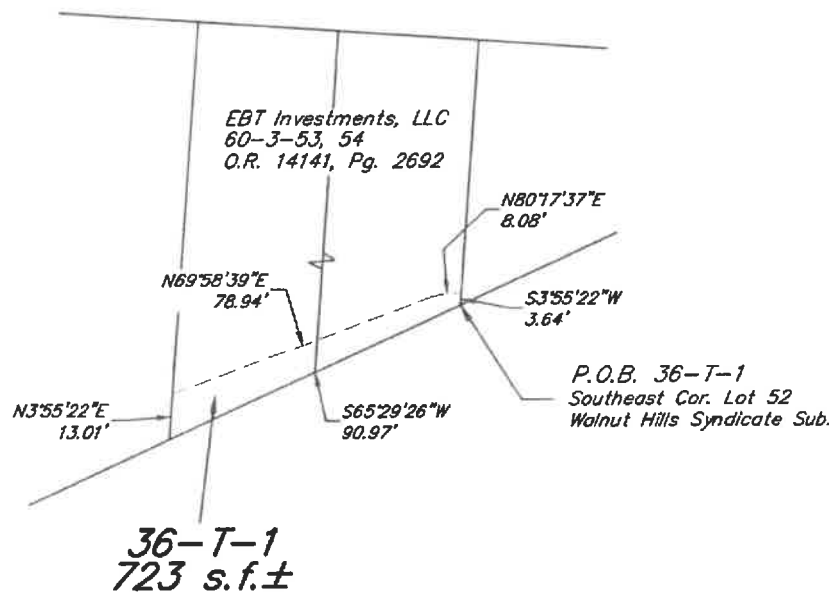 EBT Investments, LLC
60-3-53, 54
O.R. 14141, Pg. 2692
N80°17'37"E
8.08'
N69°58'39"E
78.94'
S3°55'22"W
3.64'
P.O.B. 36-T-1
Southeast Cor. Lot 52
Walnut Hills Syndicate Sub.
N3°55'22"E
13.01'
S65°29'26"W
90.97'
36-T-1
723 s.f.±